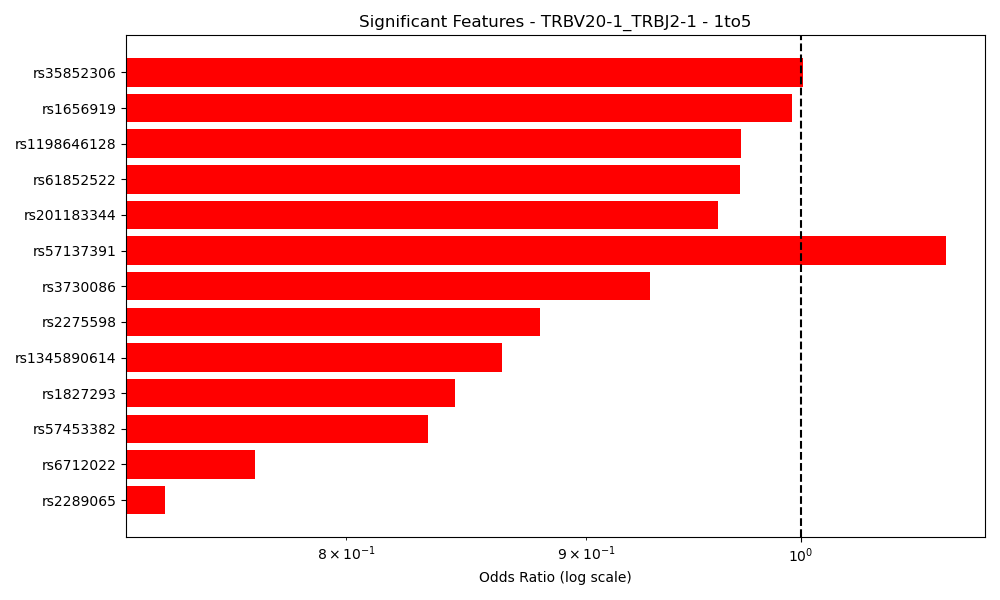 Significant Features - TRBV20-1_TRBJ2-1 - 1to5
rs35852306
rs1656919
rs1198646128
rs61852522
rs201183344
rs57137391
rs3730086
rs2275598
rs1345890614
rs1827293
rs57453382
rs6712022
rs2289065
8 × 10⁻¹ 9 × 10⁻¹ 10⁰
Odds Ratio (log scale)